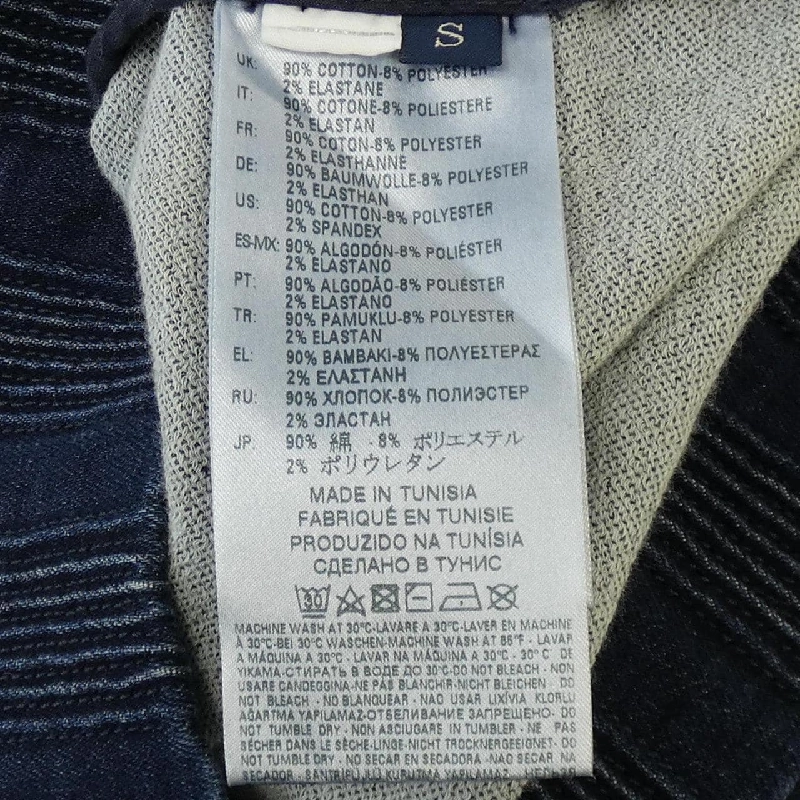 S
UK: 90% COTTON-8% POLYESTER
2% ELASTANE
IT: 90% COTONE-8% POLIESTERE
2% ELASTAN
FR: 90% COTON-8% POLYESTER
2% ELASTHANNE
DE: 90% BAUMWOLLE-8% POLYESTER
2% ELASTHAN
US: 90% COTTON-8% POLYESTER
2% SPANDEX
ES-MX: 90% ALGODÓN-8% POLIÉSTER
2% ELASTANO
PT: 90% ALGODÃO-8% POLIÉSTER
2% ELASTANO
TR: 90% PAMUKLU-8% POLYESTER
2% ELASTAN
EL: 90% BAMBAKI-8% ΠΟΛΥΕΣΤΕΡΑΣ
2% ΕΛΑΣΤΑΝΗ
RU: 90% ХЛОПОК-8% ПОЛИЭСТЕР
2% ЭЛАСТАН
JP: 90% 綿 -8% ポリエステル
2% ポリウレタン
MADE IN TUNISIA
FABRIQUÉ EN TUNISIE
PRODUZIDO NA TUNÍSIA
СДЕЛАНО В ТУНИС
30
MACHINE WASH AT 30°C-LAVARE A 30°C-LAVER EN MACHINE
À 30°C-BEI 30°C WASCHEN-MACHINE WASH AT 86°F - LAVAR
A MÁQUINA A 30°C - LAVAR NA MÁQUINA A 30°C - 30° C DE
YIKAMA-СТИРАТЬ В ВОДЕ ДО 30°C-DO NOT BLEACH - NON
USARE CANDEGGINA-NE PAS BLANCHIR-NICHT BLEICHEN - DO
NOT BLEACH - NO BLANQUEAR - NÃO USAR LIXÍVIA KLORLU
AĞARTMA YAPILAMAZ-ОТБЕЛИВАНИЕ ЗАПРЕЩЕНО- DO
NOT TUMBLE DRY - NON ASCIUGARE IN TUMBLER - NE PAS
SÉCHER DANS LE SÈCHE-LINGE-NICHT TROCKNERGEEIGNET- DO
NOT TUMBLE DRY - NO SECAR EN SECADORA -NÃO SECAR NA
SECADOR - SANTRİFÜJLÜ KURUTMA YAPILAMAZ - НЕЛЬЗЯ